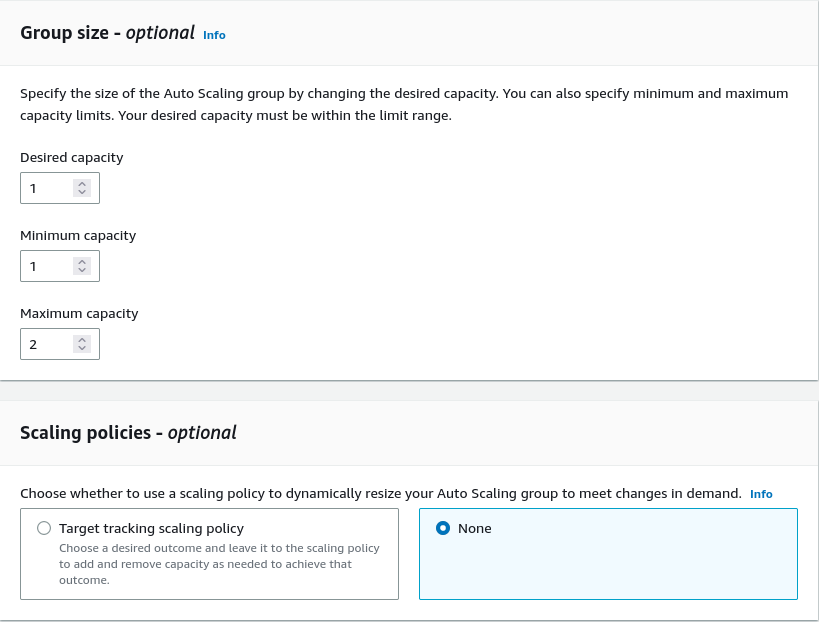 Group size - optional Info
Specify the size of the Auto Scaling group by changing the desired capacity. You can also specify minimum and maximum
capacity limits. Your desired capacity must be within the limit range.
Desired capacity
1
Minimum capacity
1
Maximum capacity
2
Scaling policies - optional
Choose whether to use a scaling policy to dynamically resize your Auto Scaling group to meet changes in demand. Info
Target tracking scaling policy
Choose a desired outcome and leave it to the scaling policy
to add and remove capacity as needed to achieve that
outcome.
None